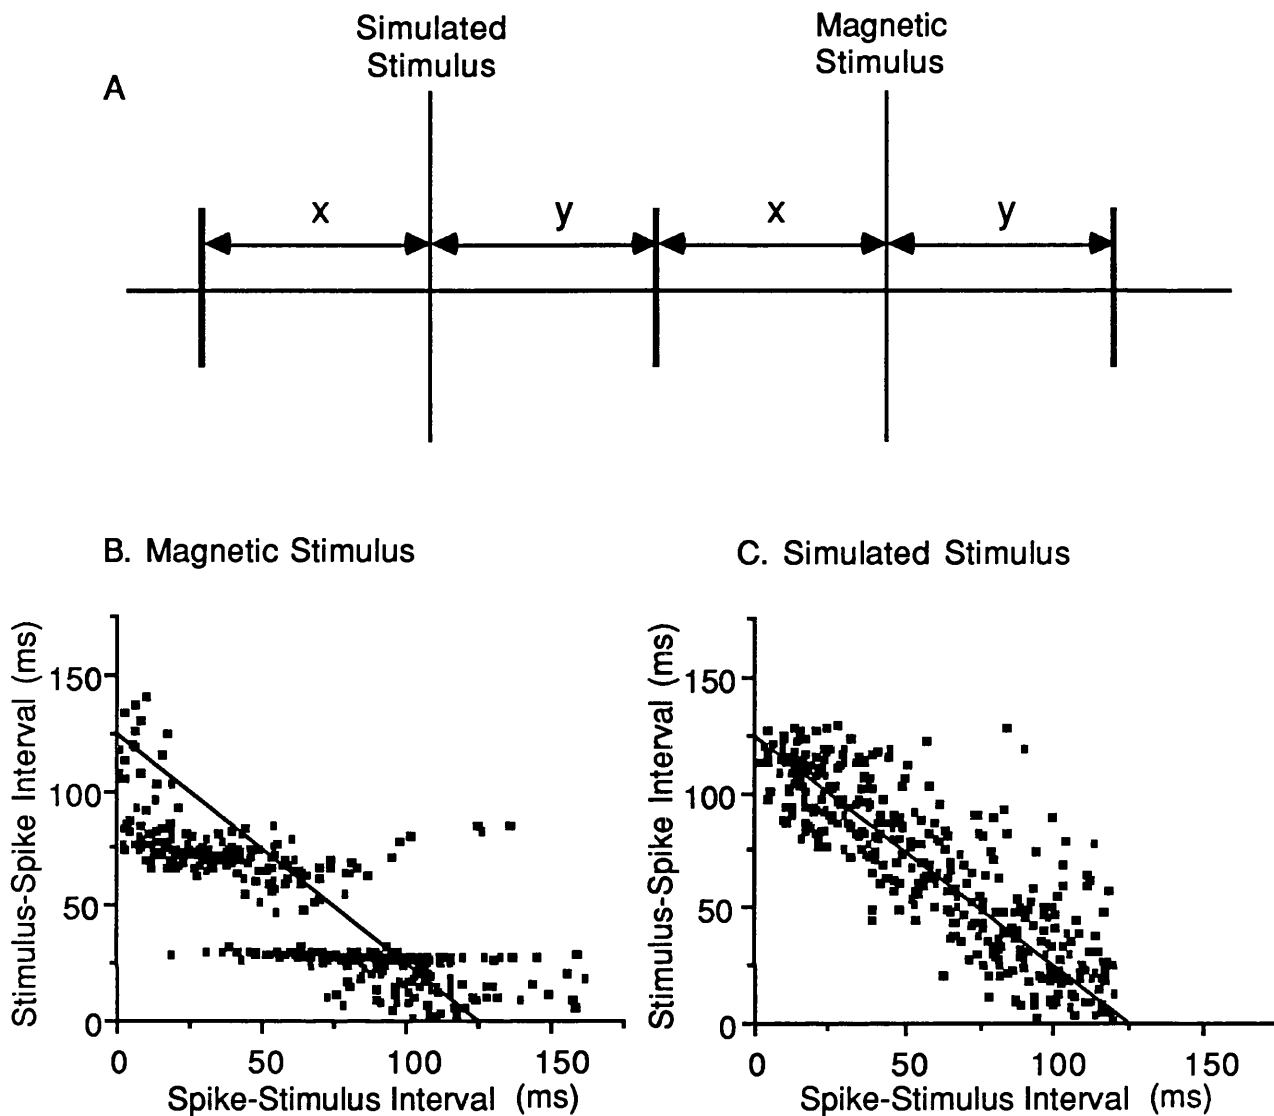 Simulated
Stimulus
Magnetic
Stimulus
A
x
y
x
y
B. Magnetic Stimulus
C. Simulated Stimulus
Stimulus-Spike Interval (ms)
150
100
50
0
0
50
100
150
Spike-Stimulus Interval (ms)
Stimulus-Spike Interval (ms)
150
100
50
0
0
50
100
150
Spike-Stimulus Interval (ms)